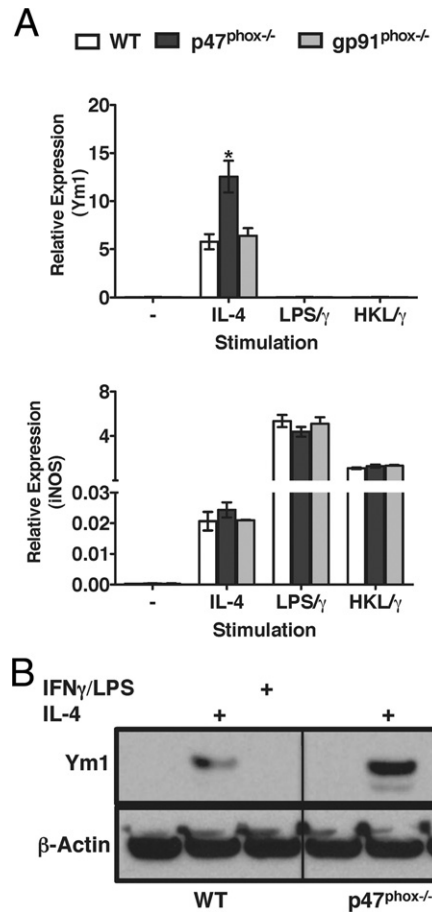 A
WT p47phox-/- gp91phox-/-
Relative Expression
(Ym1)
20
15
10
5
0
*
- IL-4 LPS/γ HKL/γ
Stimulation
Relative Expression
(iNOS)
8
4
0.03
0.02
0.01
0.00
- IL-4 LPS/γ HKL/γ
Stimulation
B
IFNγ/LPS +
IL-4 + +
Ym1
β-Actin
WT p47phox-/-